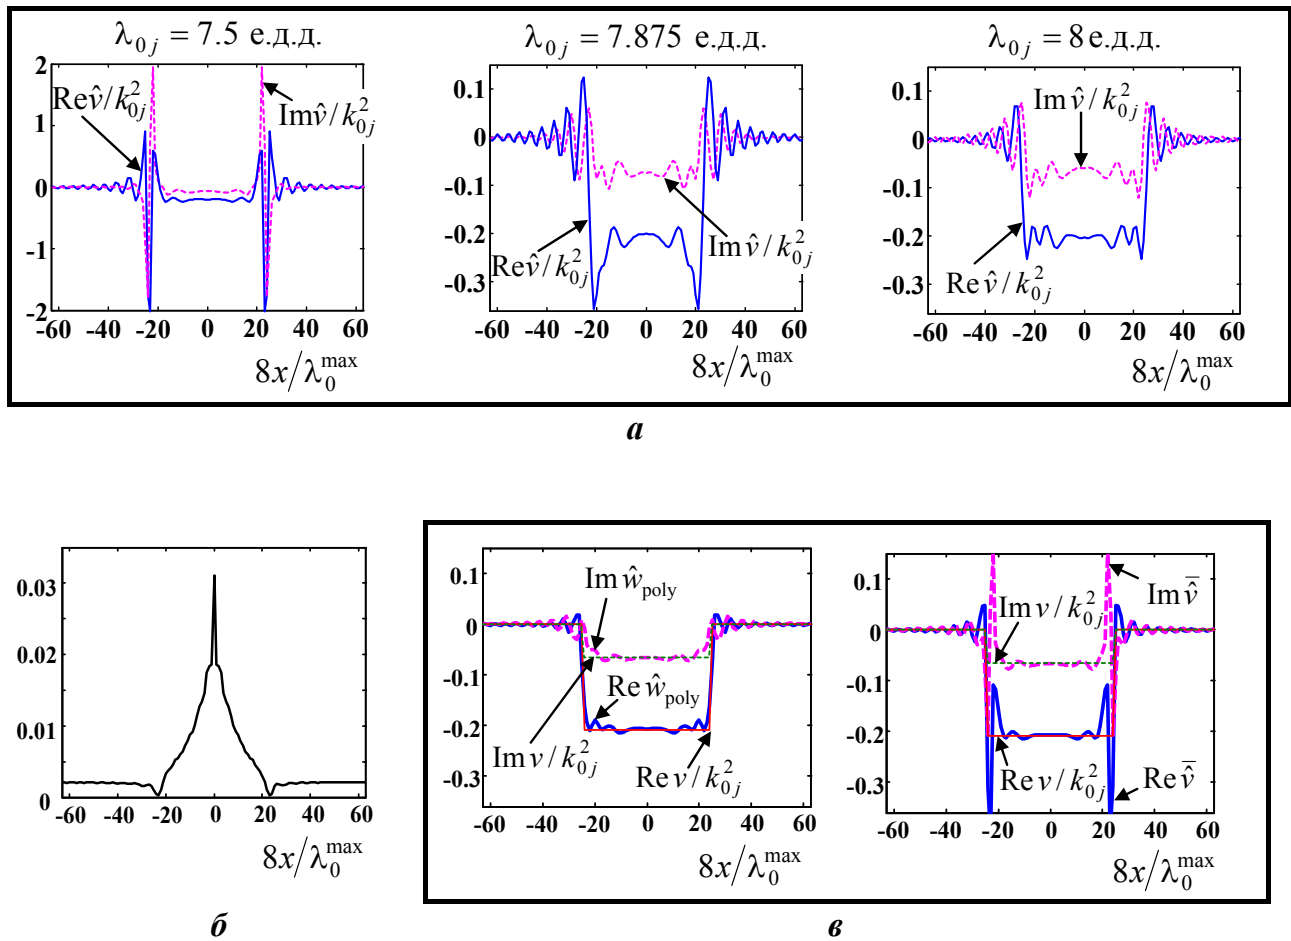 λ₀ⱼ = 7.5 е.д.д.
λ₀ⱼ = 7.875 е.д.д.
λ₀ⱼ = 8 е.д.д.
2
1
0
-1
-2
Re v̂/k₀ⱼ²
Im v̂/k₀ⱼ²
-60 -40 -20 0 20 40 60
8x/λ₀ᵐᵃˣ
0.1
0
-0.1
-0.2
-0.3
Re v̂/k₀ⱼ²
Im v̂/k₀ⱼ²
-60 -40 -20 0 20 40 60
8x/λ₀ᵐᵃˣ
0.1
0
-0.1
-0.2
-0.3
Im v̂/k₀ⱼ²
Re v̂/k₀ⱼ²
-60 -40 -20 0 20 40 60
8x/λ₀ᵐᵃˣ
а
0.03
0.02
0.01
0
-60 -40 -20 0 20 40 60
8x/λ₀ᵐᵃˣ
б
0.1
0
-0.1
-0.2
-0.3
Im ŵpoly
Re ŵpoly
Im v/k₀ⱼ²
Re v/k₀ⱼ²
-60 -40 -20 0 20 40 60
8x/λ₀ᵐᵃˣ
0.1
0
-0.1
-0.2
-0.3
Im v̂̅
Im v/k₀ⱼ²
Re v/k₀ⱼ²
Re v̂̅
-60 -40 -20 0 20 40 60
8x/λ₀ᵐᵃˣ
в